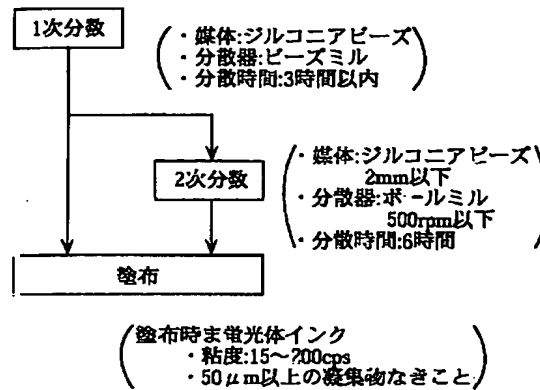 1次分数
・媒体:ジルコニアビーズ
・分散器:ビーズミル
・分散時間:3時間以内
2次分数
・媒体:ジルコニアビーズ
2mm以下
・分散器:ボールミル
500rpm以下
・分散時間:6時間
塗布
塗布時ま蛍光体インク
・粘度:15〜200cps
・50μm以上の凝集物なきこと